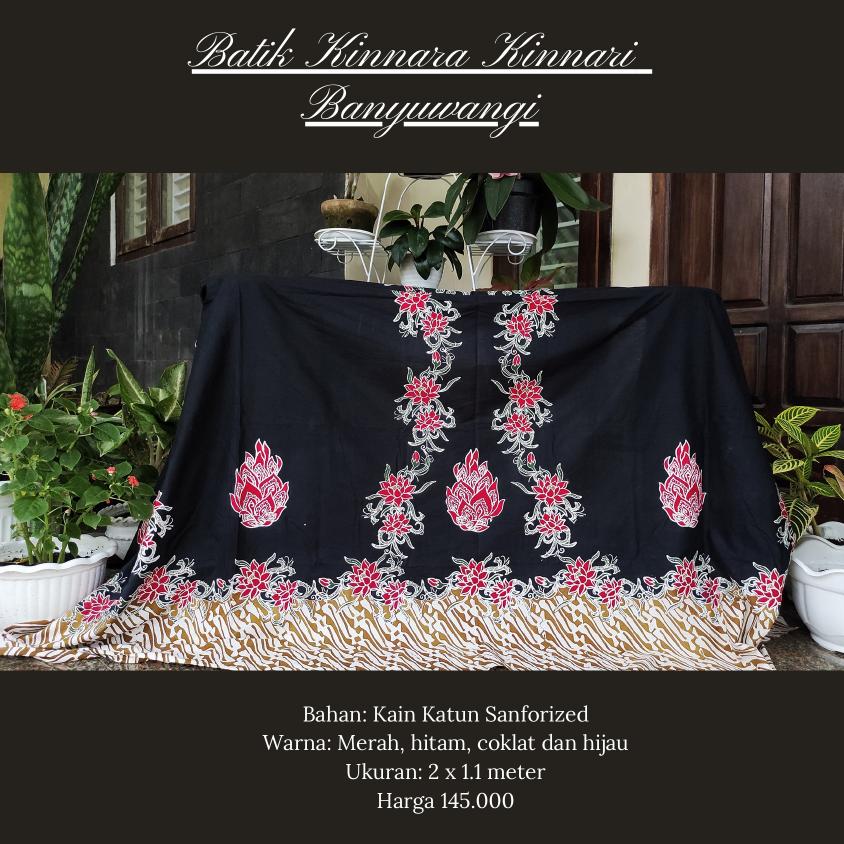 Batik Kinnara Kinnari
Banyuwangi
Bahan: Kain Katun Sanforized
Warna: Merah, hitam, coklat dan hijau
Ukuran: 2 x 1.1 meter
Harga 145.000